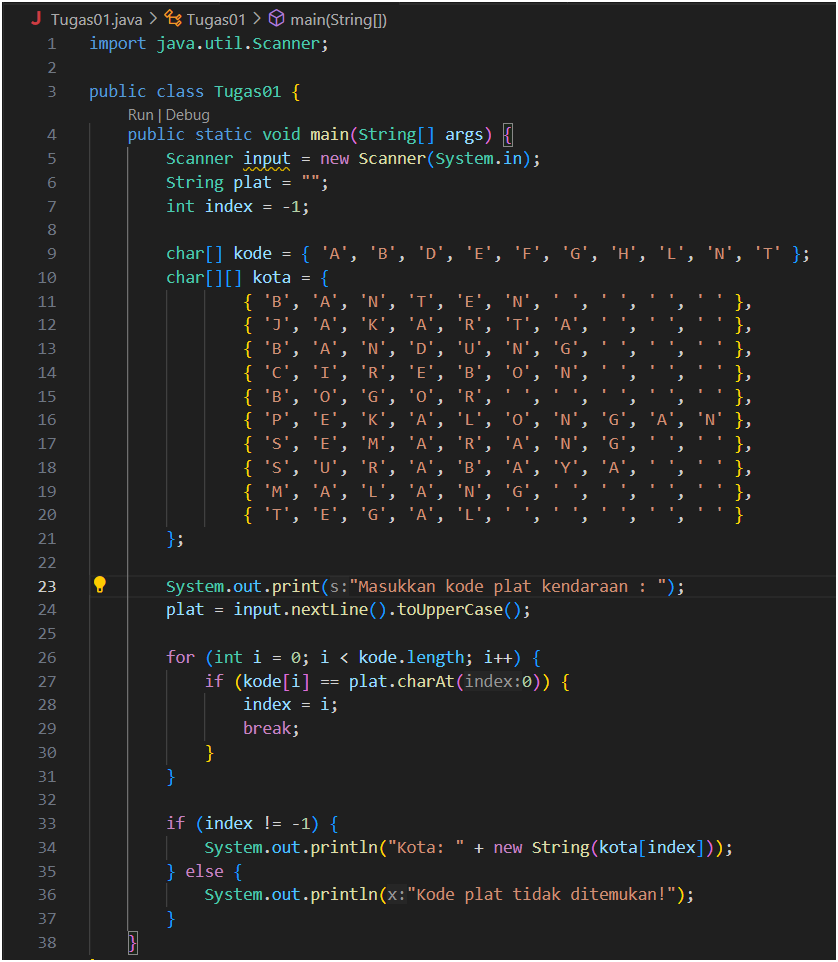 Tugas01.java > Tugas01 > main(String[])
1 import java.util.Scanner;
2
3 public class Tugas01 {
Run | Debug
4 public static void main(String[] args) {
5 Scanner input = new Scanner(System.in);
6 String plat = "";
7 int index = -1;
8
9 char[] kode = { 'A', 'B', 'D', 'E', 'F', 'G', 'H', 'L', 'N', 'T' };
10 char[][] kota = {
11 { 'B', 'A', 'N', 'T', 'E', 'N', ' ', ' ', ' ', ' ' },
12 { 'J', 'A', 'K', 'A', 'R', 'T', 'A', ' ', ' ', ' ' },
13 { 'B', 'A', 'N', 'D', 'U', 'N', 'G', ' ', ' ', ' ' },
14 { 'C', 'I', 'R', 'E', 'B', 'O', 'N', ' ', ' ', ' ' },
15 { 'B', 'O', 'G', 'O', 'R', ' ', ' ', ' ', ' ', ' ' },
16 { 'P', 'E', 'K', 'A', 'L', 'O', 'N', 'G', 'A', 'N' },
17 { 'S', 'E', 'M', 'A', 'R', 'A', 'N', 'G', ' ', ' ' },
18 { 'S', 'U', 'R', 'A', 'B', 'A', 'Y', 'A', ' ', ' ' },
19 { 'M', 'A', 'L', 'A', 'N', 'G', ' ', ' ', ' ', ' ' },
20 { 'T', 'E', 'G', 'A', 'L', ' ', ' ', ' ', ' ', ' ' }
21 };
22
23 System.out.print(s:"Masukkan kode plat kendaraan : ");
24 plat = input.nextLine().toUpperCase();
25
26 for (int i = 0; i < kode.length; i++) {
27 if (kode[i] == plat.charAt(index:0)) {
28 index = i;
29 break;
30 }
31 }
32
33 if (index != -1) {
34 System.out.println("Kota: " + new String(kota[index]));
35 } else {
36 System.out.println(x:"Kode plat tidak ditemukan!");
37 }
38 }